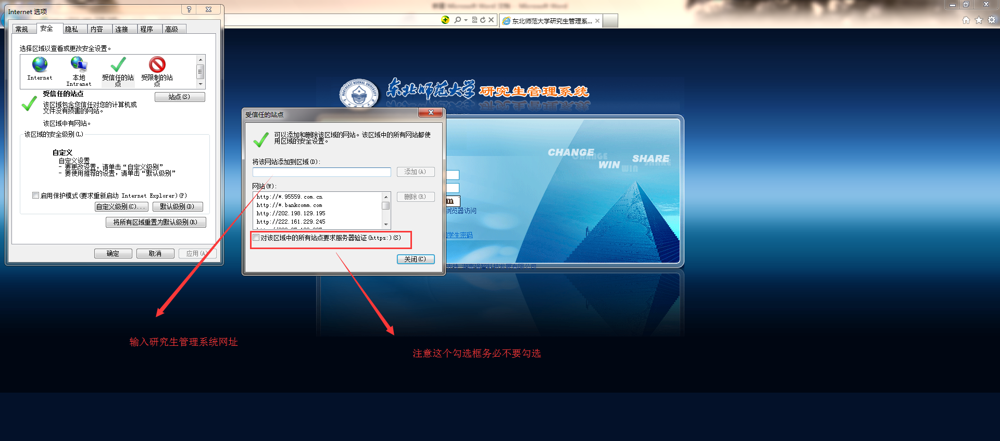 Internet 选项
常规
安全
隐私
内容
连接
程序
高级
选择区域以查看或更改安全设置。
Internet
本地
Intranet
受信任的站
点
受限制的站
点
受信任的站点
站点(S)
该区域包含您信任对您的计算机或
文件没有损害的网站。
该区域中有网站。
该区域的安全级别(L)
自定义
自定义设置
- 要更改设置，请单击“自定义级别”
- 要使用推荐的设置，请单击“默认级别”
启用保护模式(要求重新启动 Internet Explorer)(P)
自定义级别(C)...
默认级别(D)
将所有区域重置为默认级别(R)
确定
取消
应用(A)
东北师范大学研究生管理系...
NORTHEAST NORMAL UNIVERSITY
东北师范大学 研究生管理系统
受信任的站点
可以添加和删除该区域的网站。该区域中的所有网站都使
用区域的安全设置。
将该网站添加到区域(D):
添加(A)
网站(W):
http://*.95559.com.cn
http://*.bankcomm.com
http://202.198.129.195
http://222.161.229.245
删除(R)
对该区域中的所有站点要求服务器验证(https:)(S)
关闭(C)
CHANGE
WIN
SHARE
m
浏览器访问
学生密码
输入研究生管理系统网址
注意这个勾选框务必不要勾选